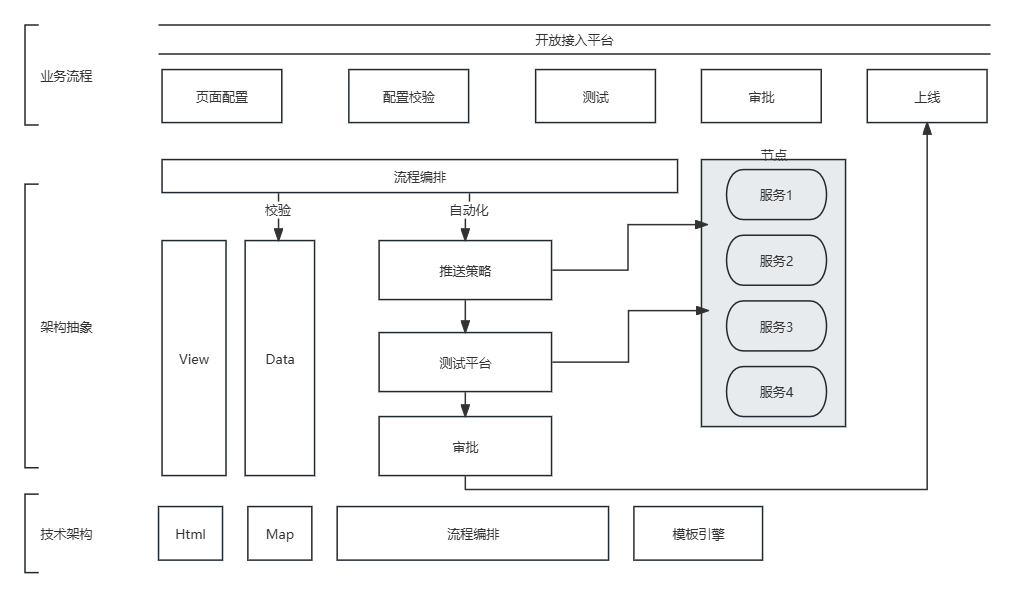 开放接入平台
业务流程
页面配置
配置校验
测试
审批
上线
节点
流程编排
服务1
校验
自动化
服务2
推送策略
架构抽象
服务3
View
Data
测试平台
服务4
审批
技术架构
Html
Map
流程编排
模板引擎